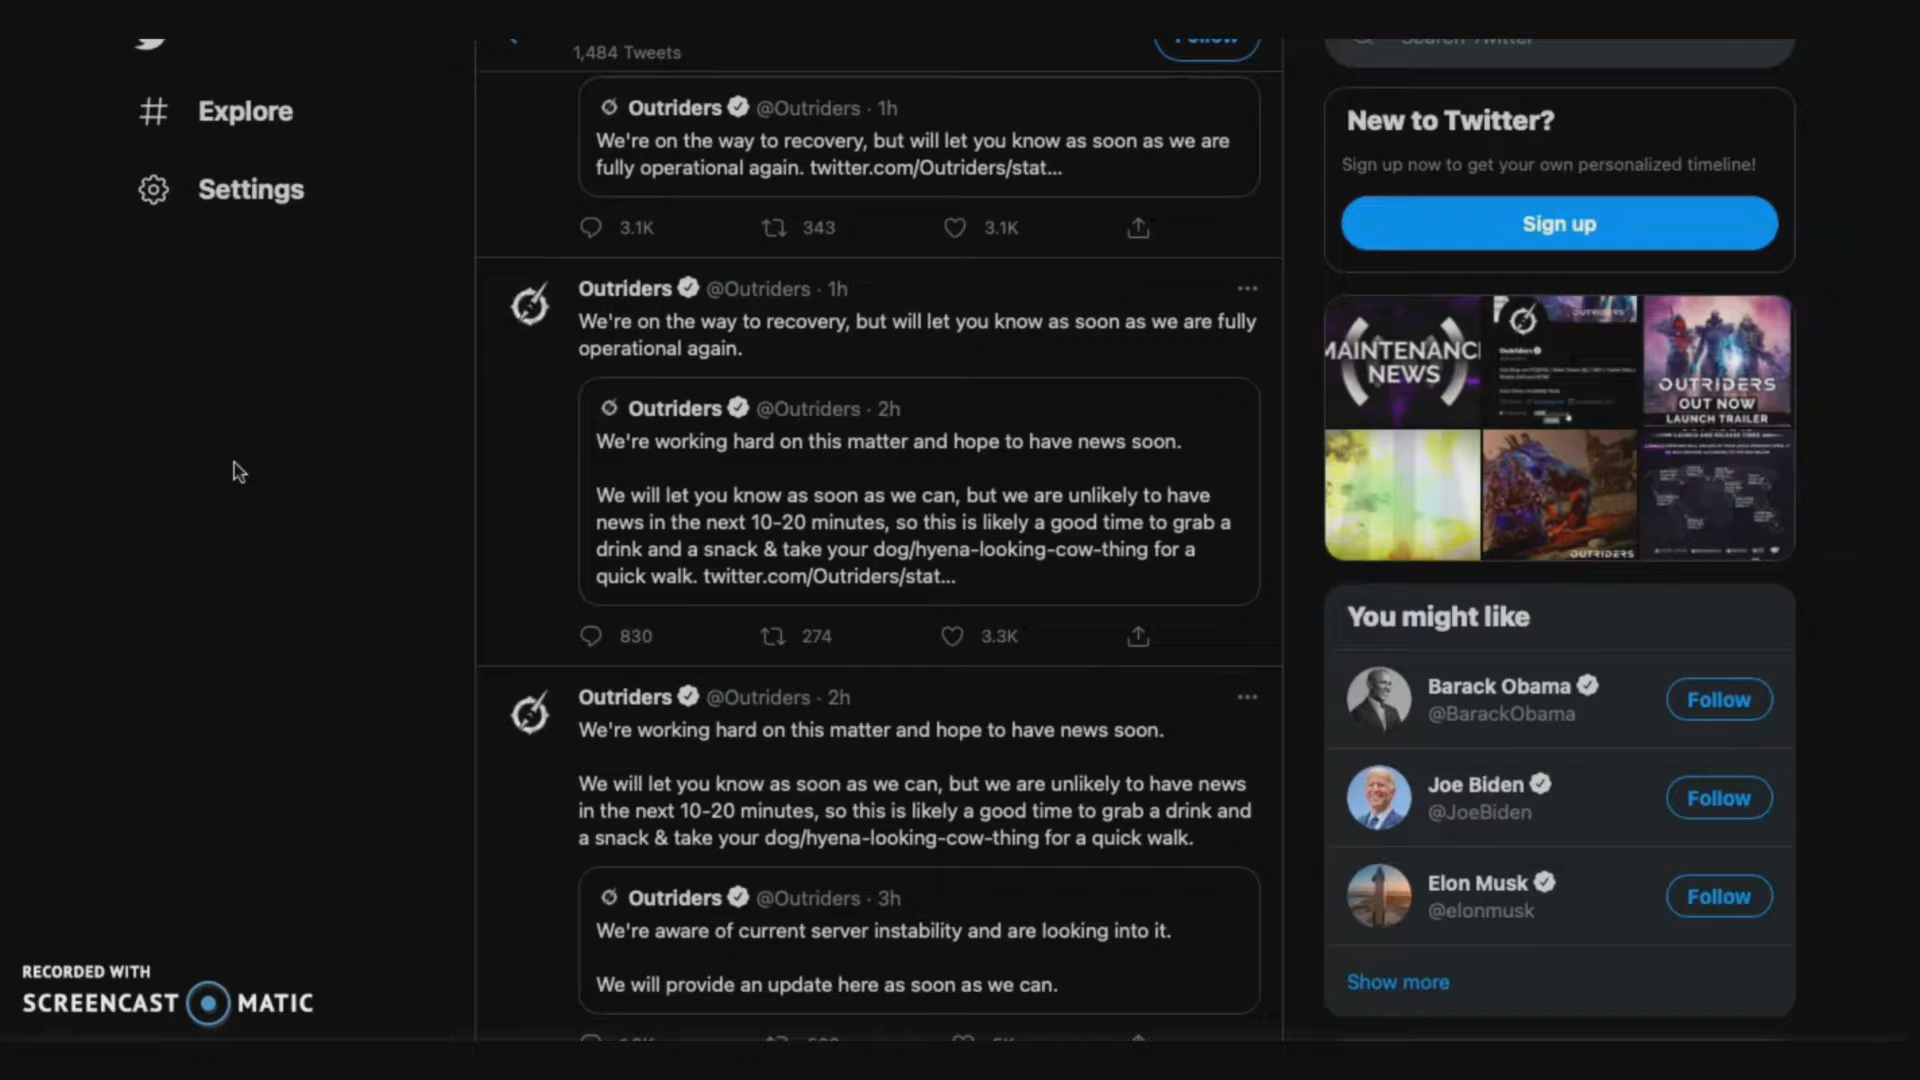 1,484 Tweets
Follow
Search Twitter
Explore
Settings
Outriders @Outriders · 1h
We're on the way to recovery, but will let you know as soon as we are
fully operational again. twitter.com/Outriders/stat...
3.1K 343 3.1K
Outriders @Outriders · 1h
We're on the way to recovery, but will let you know as soon as we are fully
operational again.
Outriders @Outriders · 2h
We're working hard on this matter and hope to have news soon.
We will let you know as soon as we can, but we are unlikely to have
news in the next 10-20 minutes, so this is likely a good time to grab a
drink and a snack & take your dog/hyena-looking-cow-thing for a
quick walk. twitter.com/Outriders/stat...
830 274 3.3K
Outriders @Outriders · 2h
We're working hard on this matter and hope to have news soon.
We will let you know as soon as we can, but we are unlikely to have news
in the next 10-20 minutes, so this is likely a good time to grab a drink and
a snack & take your dog/hyena-looking-cow-thing for a quick walk.
Outriders @Outriders · 3h
We're aware of current server instability and are looking into it.
We will provide an update here as soon as we can.
New to Twitter?
Sign up now to get your own personalized timeline!
Sign up
MAINTENANC
NEWS
OUTRIDERS
Outriders
OUTRIDERS
OUT NOW
LAUNCH TRAILER
OUTRIDERS
You might like
Barack Obama
@BarackObama
Follow
Joe Biden
@JoeBiden
Follow
Elon Musk
@elonmusk
Follow
Show more
RECORDED WITH
SCREENCAST MATIC